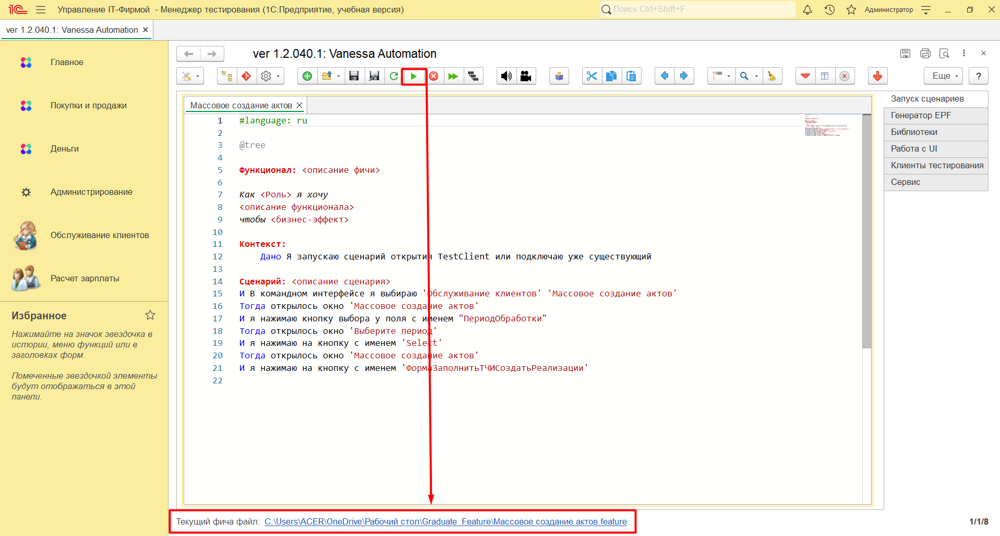 Управление IT-Фирмой - Менеджер тестирования (1С:Предприятие, учебная версия)
Поиск Ctrl+Shift+F
Администратор
ver 1.2.040.1: Vanessa Automation
Главное
Покупки и продажи
Деньги
Администрирование
Обслуживание клиентов
Расчет зарплаты
Избранное
Нажимайте на значок звездочка в
истории, меню функций или в
заголовках форм.
Помеченные звездочкой элементы
будут отображаться в этой
панели.
ver 1.2.040.1: Vanessa Automation
Еще
?
Массовое создание актов
1 #language: ru
2
3 @tree
4
5 Функционал: <описание фичи>
6
7 Как <Роль> я хочу
8 <описание функционала>
9 чтобы <бизнес-эффект>
10
11 Контекст:
12 Дано Я запускаю сценарий открытия TestClient или подключаю уже существующий
13
14 Сценарий: <описание сценария>
15 И В командном интерфейсе я выбираю 'Обслуживание клиентов' 'Массовое создание актов'
16 Тогда открылось окно 'Массовое создание актов'
17 И я нажимаю кнопку выбора у поля с именем "ПериодОбработки"
18 Тогда открылось окно 'Выберите период'
19 И я нажимаю на кнопку с именем 'Select'
20 Тогда открылось окно 'Массовое создание актов'
21 И я нажимаю на кнопку с именем 'ФормаЗаполнитьТЧИСоздатьРеализации'
22
Запуск сценариев
Генератор EPF
Библиотеки
Работа с UI
Клиенты тестирования
Сервис
Текущий фича файл: C:\Users\ACER\OneDrive\Рабочий стол\Graduate_Feature\Массовое создание актов.feature
1/1/8